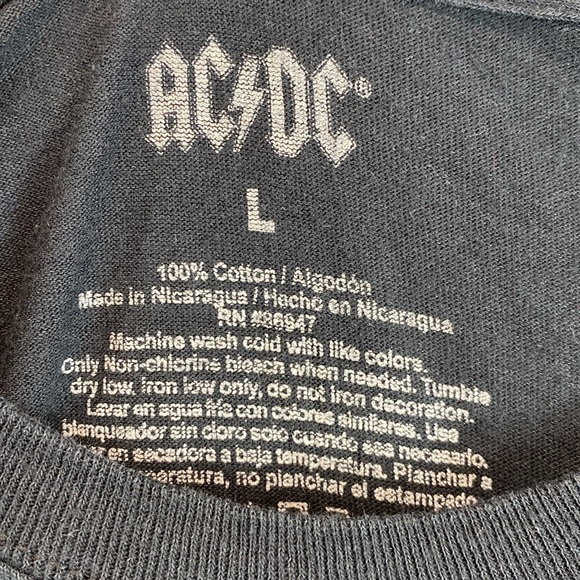 AC⚡DC®
L
100% Cotton / Algodón
Made in Nicaragua / Hecho en Nicaragua
RN #86947
Machine wash cold with like colors.
Only Non-chlorine bleach when needed. Tumble
dry low, iron low only, do not iron decoration.
Lavar en agua fría con colores similares. Use
blanqueador sin cloro solo cuando sea necesario.
en secadora a baja temperatura. Planchar a
temperatura, no planchar el estampado